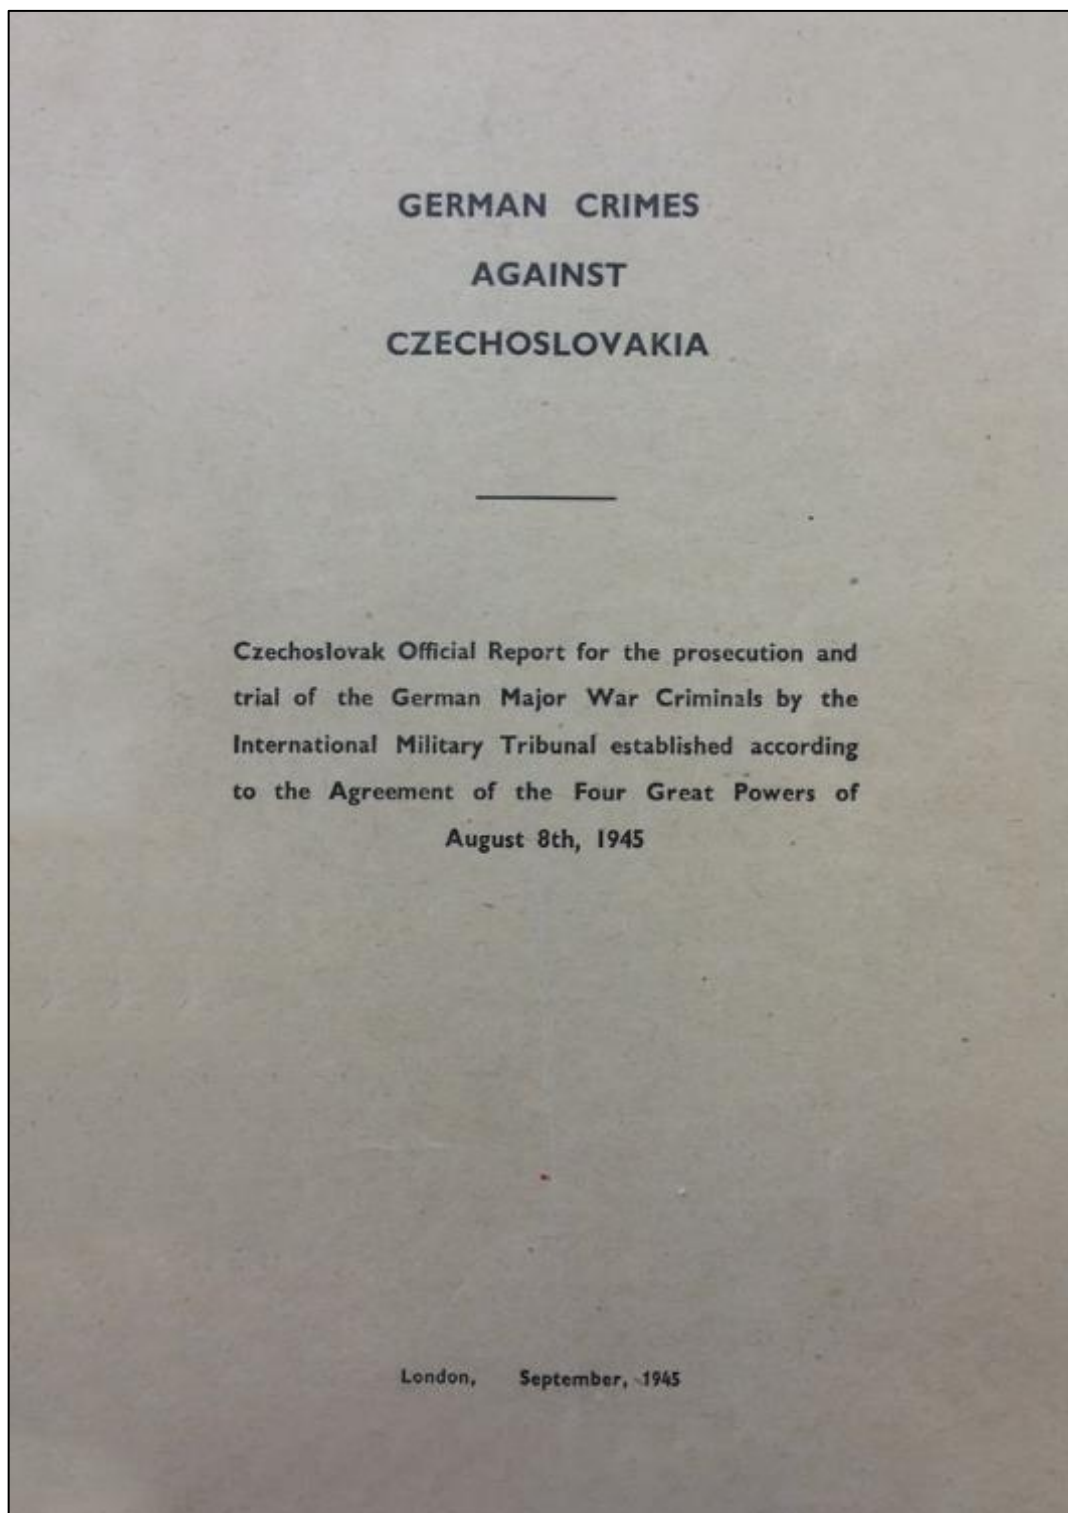 GERMAN CRIMES
AGAINST
CZECHOSLOVAKIA
Czechoslovak Official Report for the prosecution and
trial of the German Major War Criminals by the
International Military Tribunal established according
to the Agreement of the Four Great Powers of
August 8th, 1945
London, September, 1945